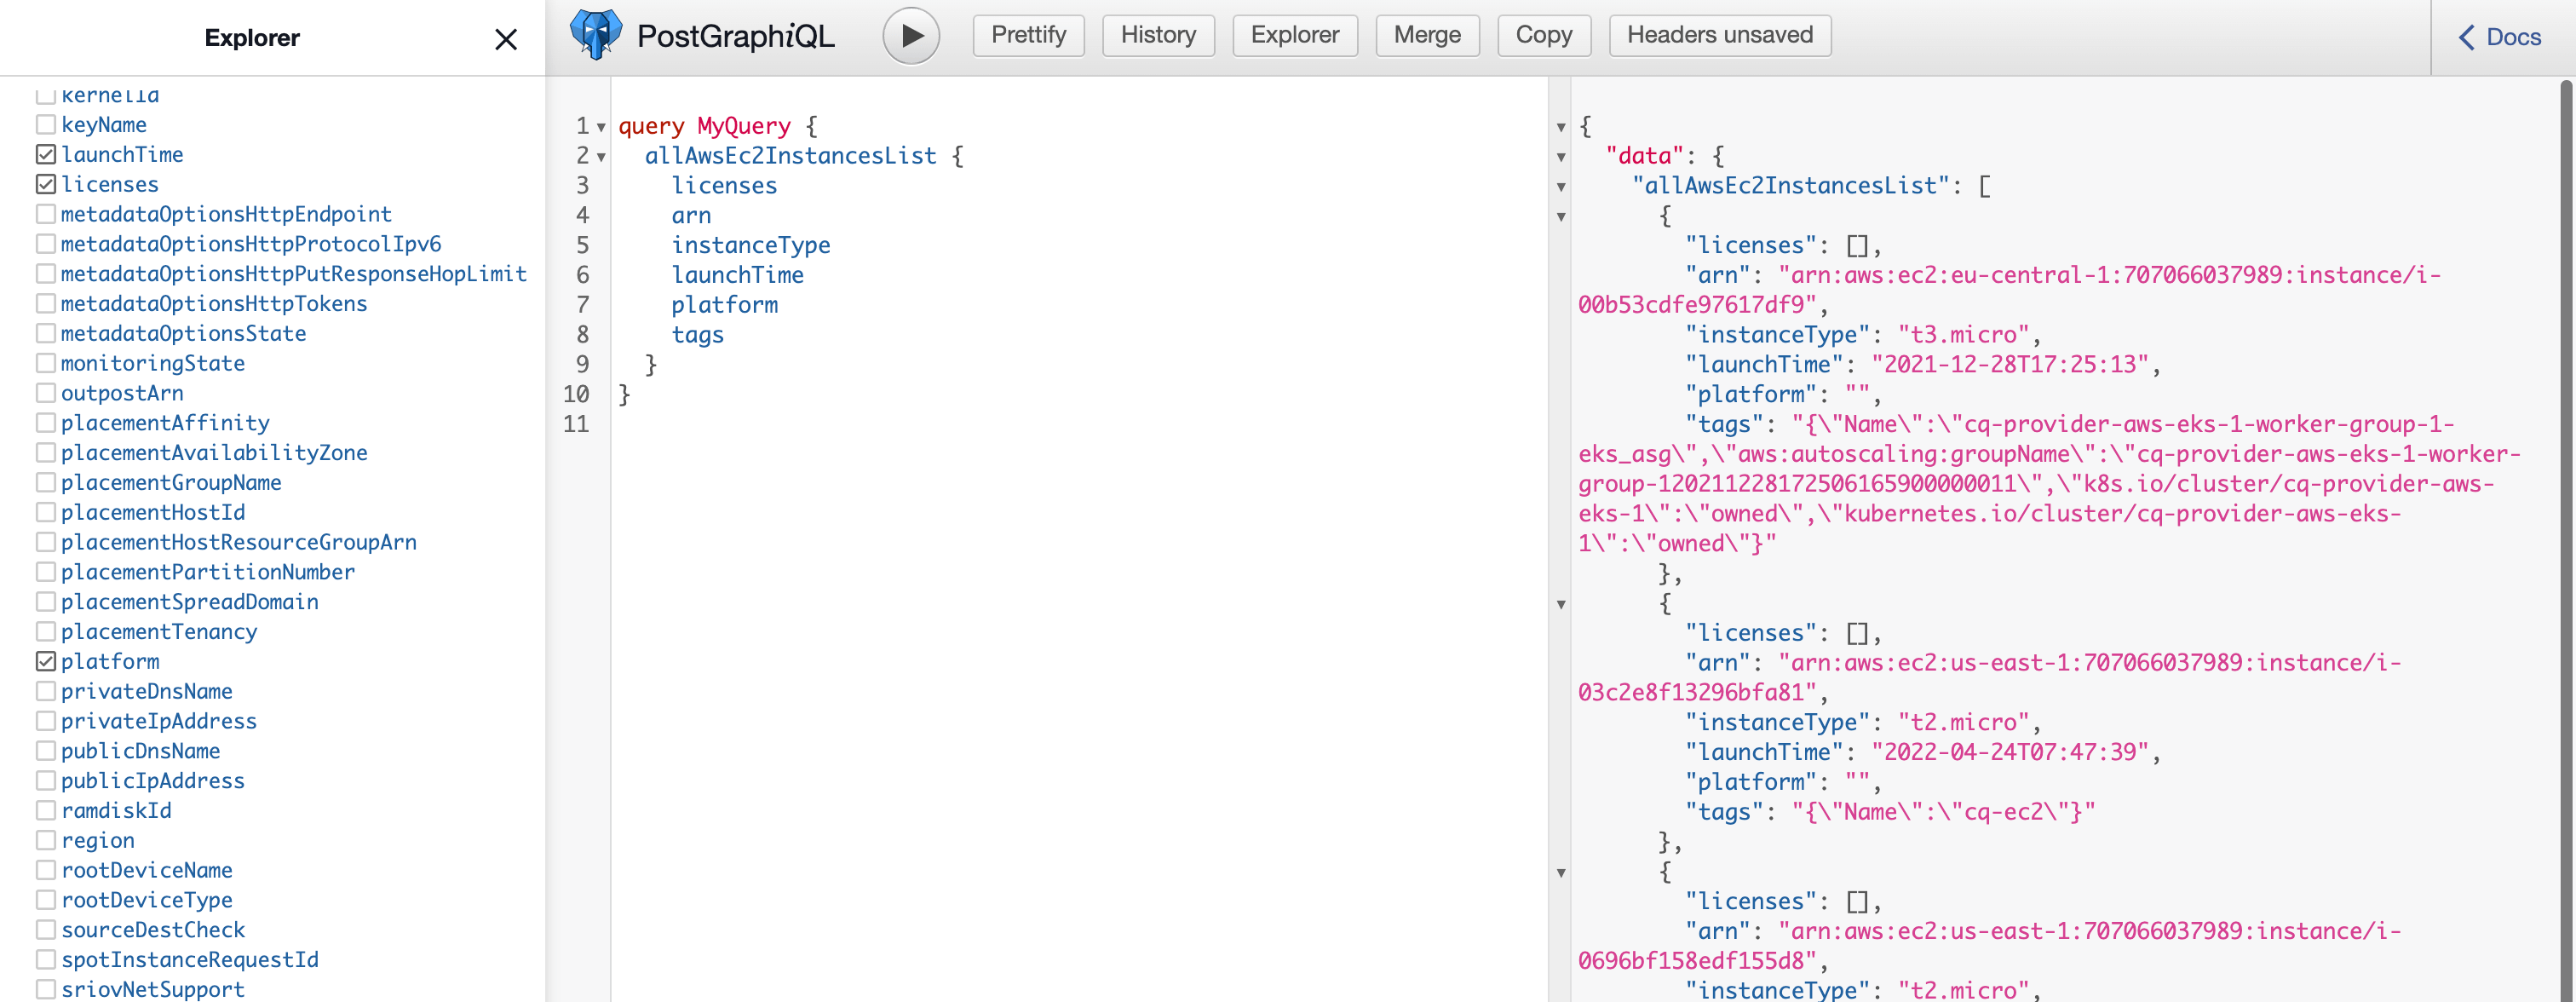 Explorer
PostGraphiQL
Prettify
History
Explorer
Merge
Copy
Headers unsaved
Docs
kernelId
keyName
launchTime
licenses
metadataOptionsHttpEndpoint
metadataOptionsHttpProtocolIpv6
metadataOptionsHttpPutResponseHopLimit
metadataOptionsHttpTokens
metadataOptionsState
monitoringState
outpostArn
placementAffinity
placementAvailabilityZone
placementGroupName
placementHostId
placementHostResourceGroupArn
placementPartitionNumber
placementSpreadDomain
placementTenancy
platform
privateDnsName
privateIpAddress
publicDnsName
publicIpAddress
ramdiskId
region
rootDeviceName
rootDeviceType
sourceDestCheck
spotInstanceRequestId
sriovNetSupport
1 query MyQuery {
2 allAwsEc2InstancesList {
3 licenses
4 arn
5 instanceType
6 launchTime
7 platform
8 tags
9 }
10 }
11
{
"data": {
"allAwsEc2InstancesList": [
{
"licenses": [],
"arn": "arn:aws:ec2:eu-central-1:707066037989:instance/i-
00b53cdfe97617df9",
"instanceType": "t3.micro",
"launchTime": "2021-12-28T17:25:13",
"platform": "",
"tags": "{\"Name\":\"cq-provider-aws-eks-1-worker-group-1-
eks_asg\",\"aws:autoscaling:groupName\":\"cq-provider-aws-eks-1-worker-
group-120211228172506165900000011\",\"k8s.io/cluster/cq-provider-aws-
eks-1\":\"owned\",\"kubernetes.io/cluster/cq-provider-aws-eks-
1\":\"owned\"}"
},
{
"licenses": [],
"arn": "arn:aws:ec2:us-east-1:707066037989:instance/i-
03c2e8f13296bfa81",
"instanceType": "t2.micro",
"launchTime": "2022-04-24T07:47:39",
"platform": "",
"tags": "{\"Name\":\"cq-ec2\"}"
},
{
"licenses": [],
"arn": "arn:aws:ec2:us-east-1:707066037989:instance/i-
0696bf158edf155d8",
"instanceType": "t2.micro",